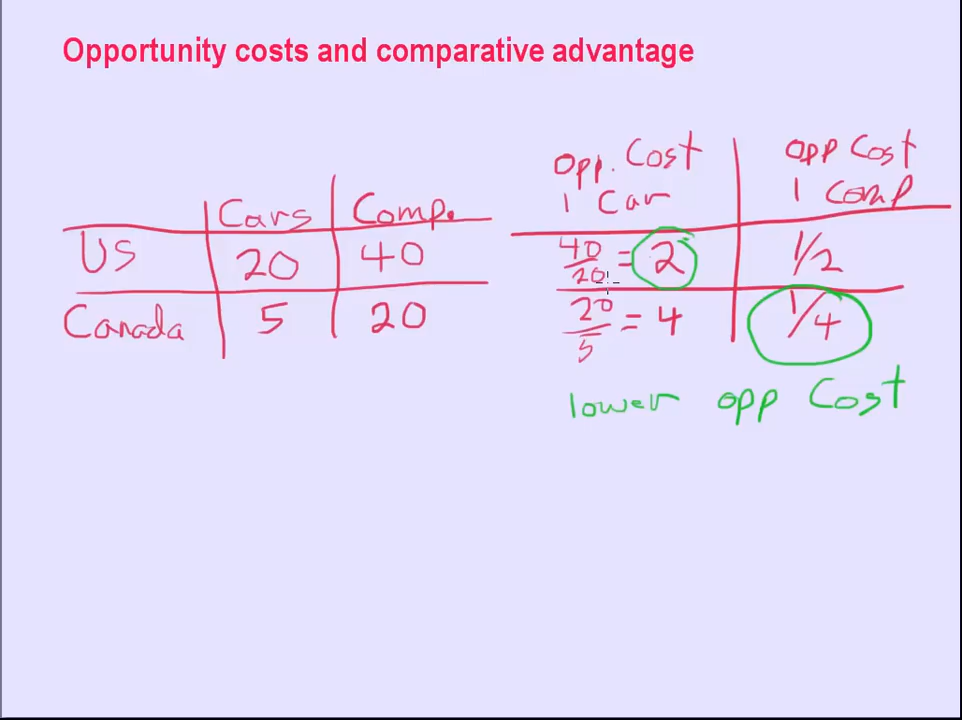 Opportunity costs and comparative advantage
Cars Comp.
US 20 40
Canada 5 20
Opp. Cost
1 Car
opp Cost
1 Comp
40/20 = 2 1/2
20/5 = 4 1/4
lower opp Cost